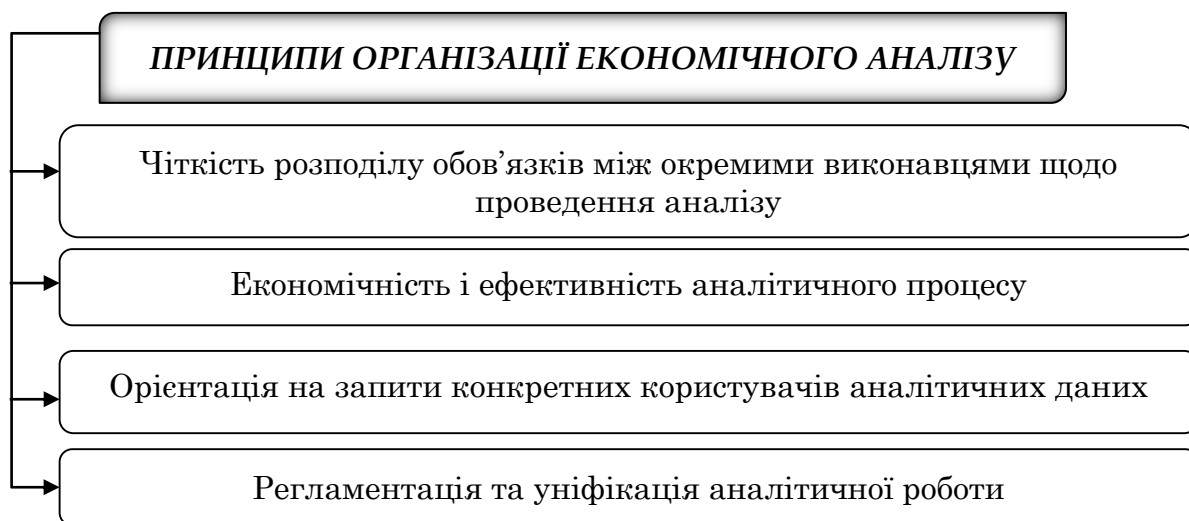 ПРИНЦИПИ ОРГАНІЗАЦІЇ ЕКОНОМІЧНОГО АНАЛІЗУ
Чіткість розподілу обов’язків між окремими виконавцями щодо
проведення аналізу
Економічність і ефективність аналітичного процесу
Орієнтація на запити конкретних користувачів аналітичних даних
Регламентація та уніфікація аналітичної роботи